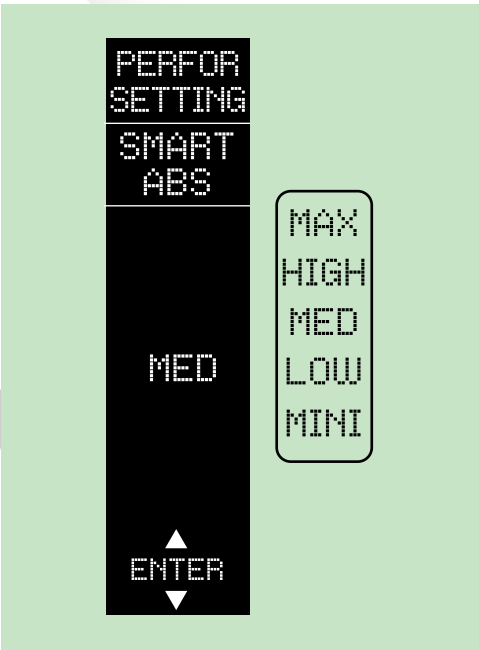 PERFOR
SETTING
SMART
ABS
MED
ENTER
MAX
HIGH
MED
LOW
MINI